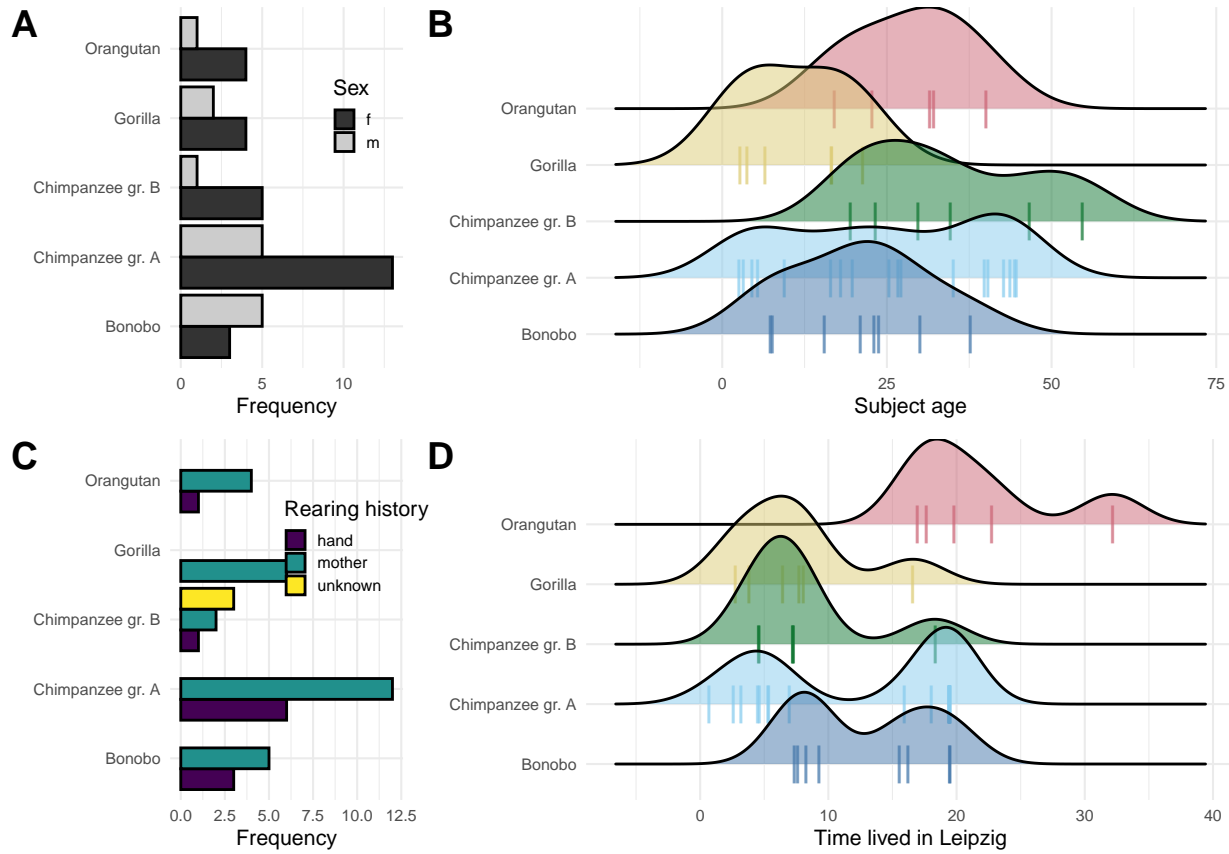 A
Orangutan
Gorilla
Chimpanzee gr. B
Chimpanzee gr. A
Bonobo
0 5 10
Frequency
Sex
f
m
B
Orangutan
Gorilla
Chimpanzee gr. B
Chimpanzee gr. A
Bonobo
0 25 50 75
Subject age
C
Orangutan
Gorilla
Chimpanzee gr. B
Chimpanzee gr. A
Bonobo
0.0 2.5 5.0 7.5 10.0 12.5
Frequency
Rearing history
hand
mother
unknown
D
Orangutan
Gorilla
Chimpanzee gr. B
Chimpanzee gr. A
Bonobo
0 10 20 30 40
Time lived in Leipzig